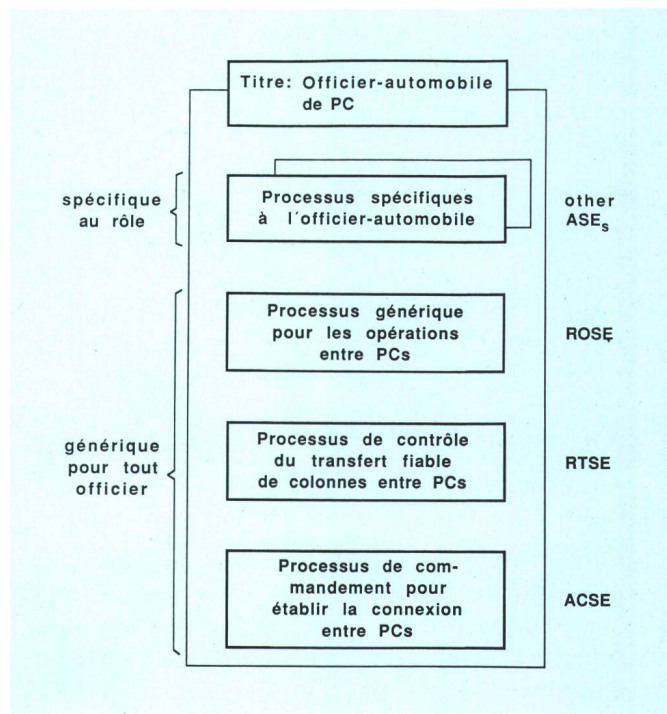 Titre: Officier-automobile
de PC
spécifique
au rôle
Processus spécifiques
à l´officier-automobile
other
ASEs
Processus générique
pour les opérations
entre PCs
ROSE
générique
pour tout
officier
Processus de contrôle
du transfert fiable
de colonnes entre PCs
RTSE
Processus de com-
mandement pour
établir la connexion
entre PCs
ACSE